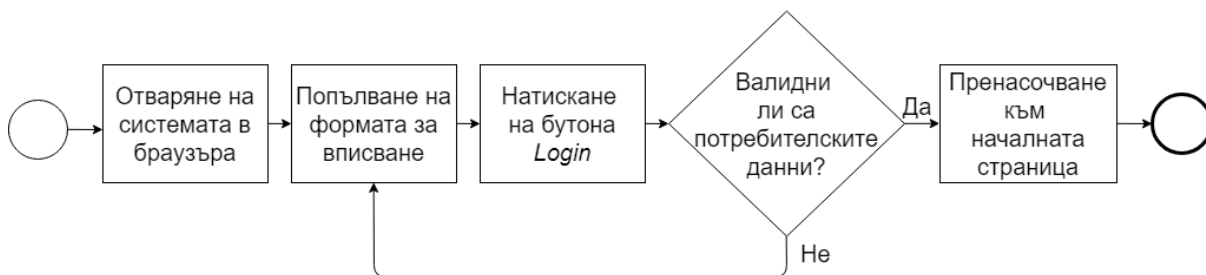 Отваряне на
системата в
браузъра
Попълване на
формата за
вписване
Натискане
на бутона
Login
Валидни
ли са
потребителските
данни?
Да
Пренасочване
към
началната
страница
Не